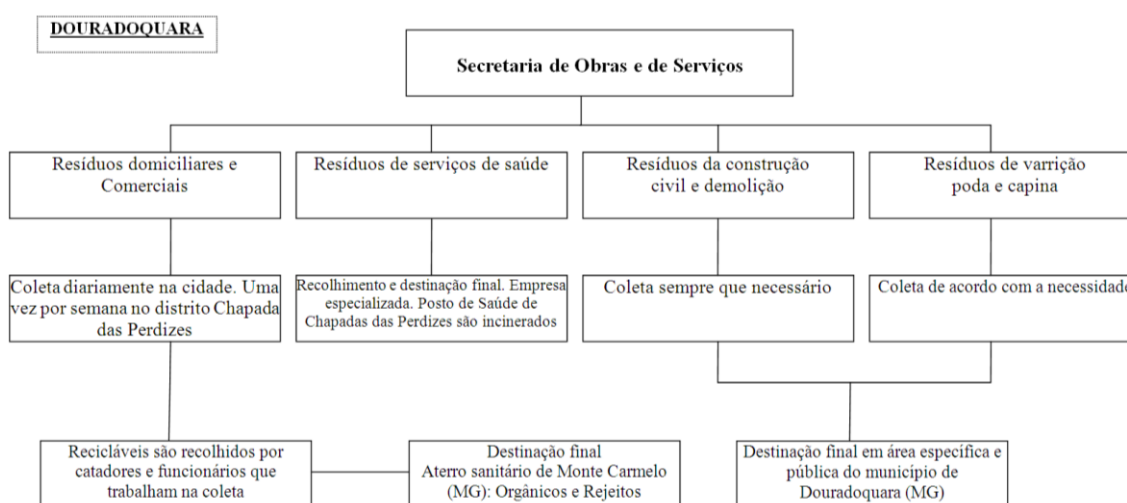 DOURADOQUARA
Secretaria de Obras e de Serviços
Resíduos domiciliares e
Comerciais
Resíduos de serviços de saúde
Resíduos da construção
civil e demolição
Resíduos de varrição
poda e capina
Coleta diariamente na cidade. Uma
vez por semana no distrito Chapada
das Perdizes
Recolhimento e destinação final. Empresa
especializada. Posto de Saúde de
Chapadas das Perdizes são incinerados
Coleta sempre que necessário
Coleta de acordo com a necessidade
Recicláveis são recolhidos por
catadores e funcionários que
trabalham na coleta
Destinação final
Aterro sanitário de Monte Carmelo
(MG): Orgânicos e Rejeitos
Destinação final em área específica e
pública do município de
Douradoquara (MG)